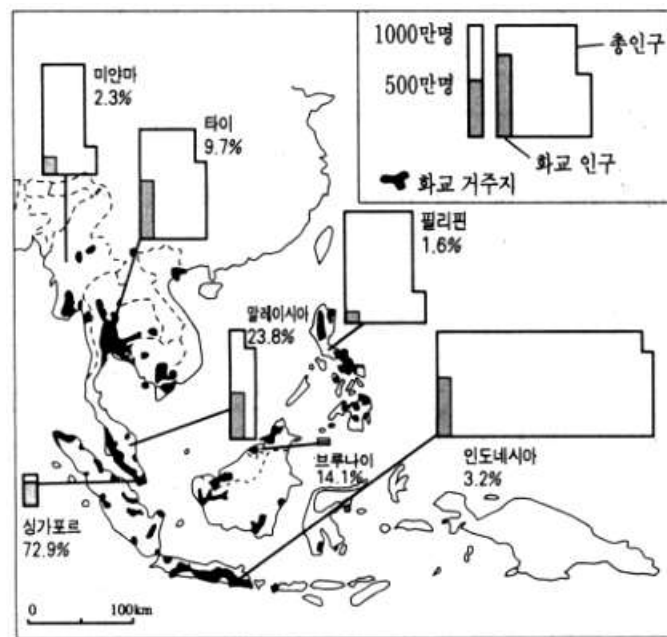 미얀마
2.3%
타이
9.7%
1000만명
500만명
총인구
화교 인구
화교 거주지
필리핀
1.6%
말레이시아
23.8%
브루나이
14.1%
인도네시아
3.2%
싱가포르
72.9%
0 100km